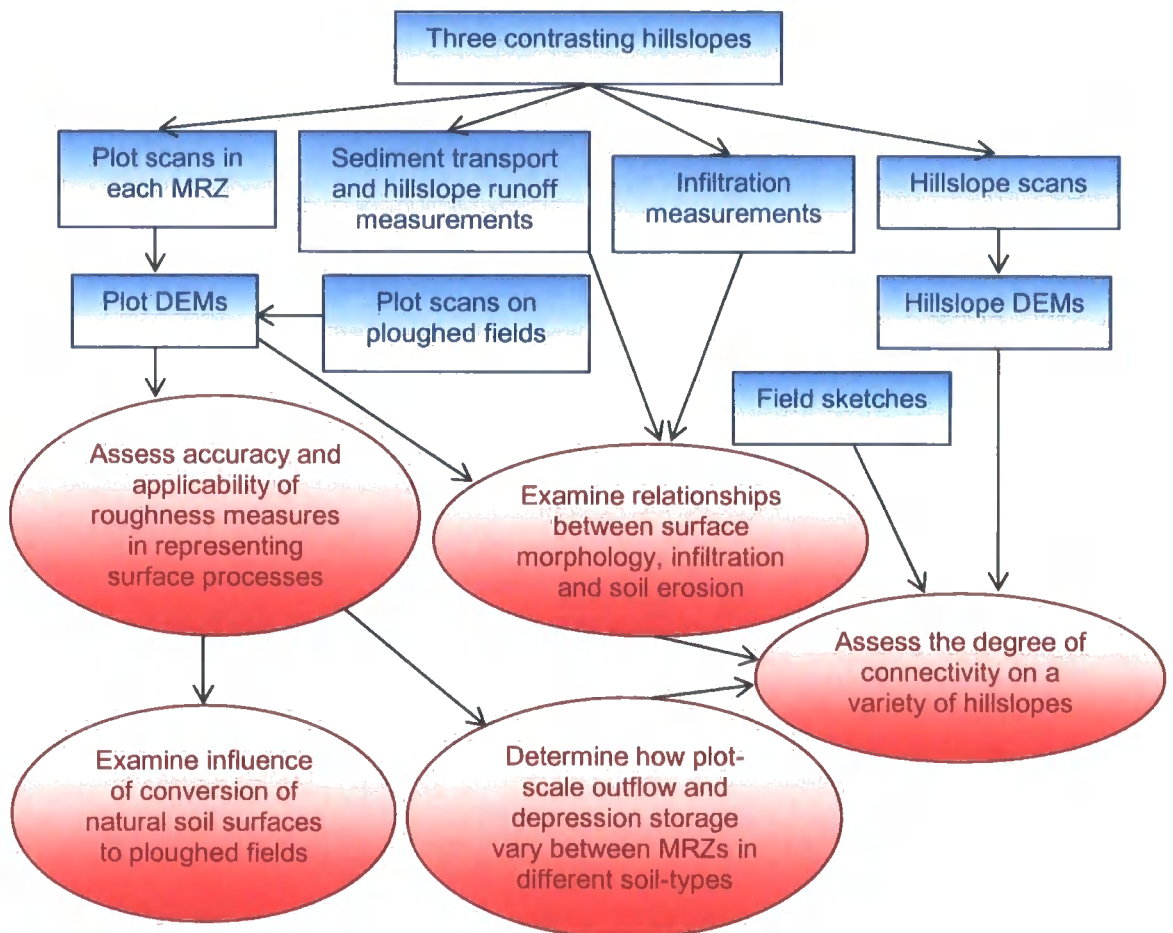 Three contrasting hillslopes
Plot scans in
each MRZ
Sediment transport
and hillslope runoff
measurements
Infiltration
measurements
Hillslope scans
Plot DEMs
Plot scans on
ploughed fields
Hillslope DEMs
Field sketches
Assess accuracy and
applicability of
roughness measures
in representing
surface processes
Examine relationships
between surface
morphology, infiltration
and soil erosion
Assess the degree of
connectivity on a
variety of hillslopes
Examine influence
of conversion of
natural soil surfaces
to ploughed fields
Determine how plot-
scale outflow and
depression storage
vary between MRZs in
different soil-types